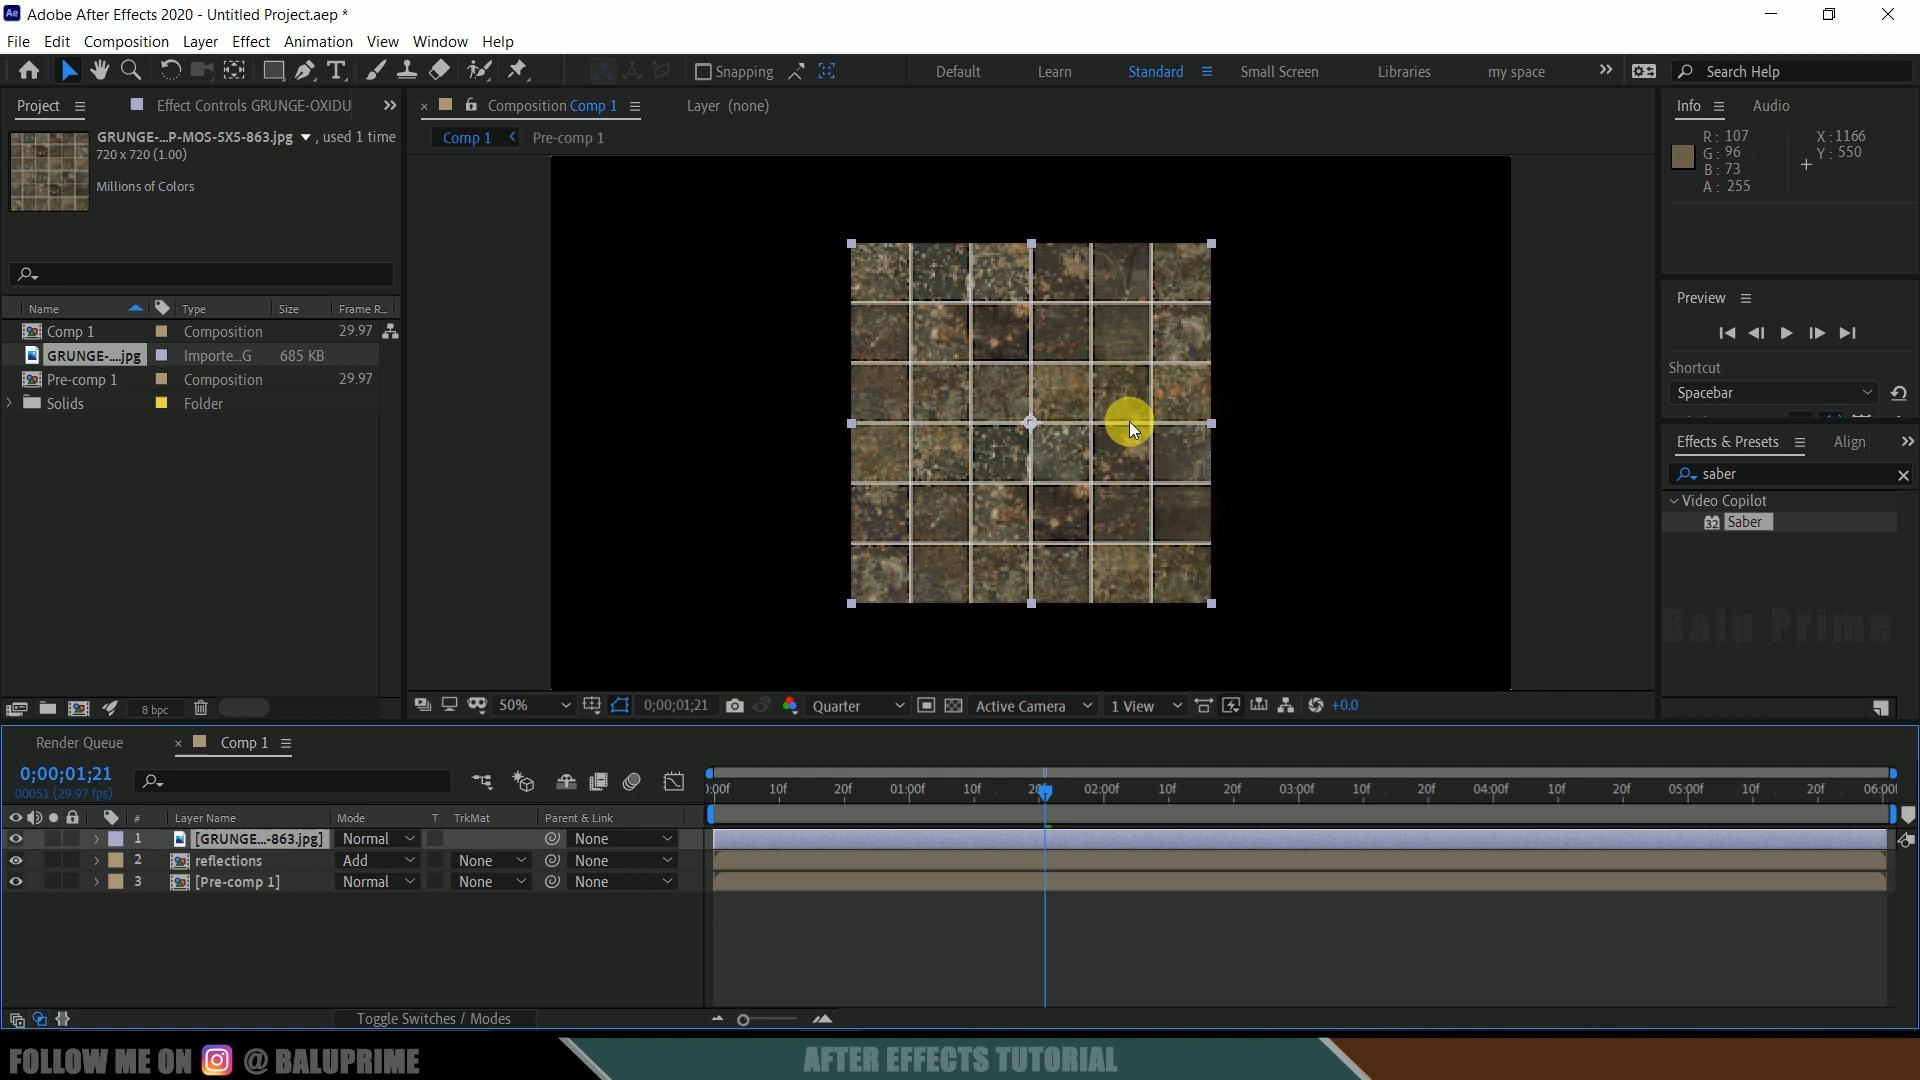 Adobe After Effects 2020 - Untitled Project.aep *
File Edit Composition Layer Effect Animation View Window Help
Snapping Default Learn Standard Small Screen Libraries my space Search Help
Project Effect Controls GRUNGE-OXIDU Composition Comp 1 Layer (none) Info Audio
GRUNGE-...P-MOS-5X5-863.jpg , used 1 time
720 x 720 (1.00)
Millions of Colors
Comp 1 Pre-comp 1
R: 107 X: 1166
G: 96 Y: 550
B: 73
A: 255
Name Type Size Frame R...
Comp 1 Composition 29.97
GRUNGE-....jpg Importe...G 685 KB
Pre-comp 1 Composition 29.97
Solids Folder
Preview
Shortcut
Spacebar
Effects & Presets Align
saber
Video Copilot
32 Saber
Balu Prime
8 bpc
50% 0;00;01;21 Quarter Active Camera 1 View +0.0
Render Queue Comp 1
0;00;01;21
00051 (29.97 fps)
):00f 10f 20f 01:00f 10f 20f 02:00f 10f 20f 03:00f 10f 20f 04:00f 10f 20f 05:00f 10f 20f 06:00f
# Layer Name Mode T TrkMat Parent & Link
1 [GRUNGE...-863.jpg] Normal None
2 reflections Add None None
3 [Pre-comp 1] Normal None None
Toggle Switches / Modes
FOLLOW ME ON @ BALUPRIME AFTER EFFECTS TUTORIAL